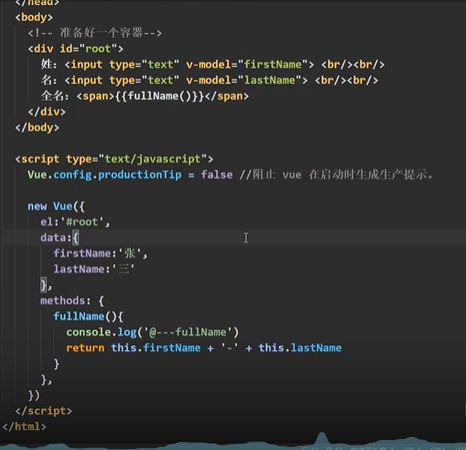 </head>
<body>
<!-- 准备好一个容器-->
<div id="root">
姓：<input type="text" v-model="firstName"> <br/><br/>
名：<input type="text" v-model="lastName"> <br/><br/>
全名：<span>{{fullName()}}</span>
</div>
</body>
<script type="text/javascript">
Vue.config.productionTip = false //阻止 vue 在启动时生成生产提示。
new Vue({
el:'#root',
data:{
firstName:'张',
lastName:'三'
},
methods: {
fullName(){
console.log('@---fullName')
return this.firstName + '-' + this.lastName
}
},
})
</script>
</html>